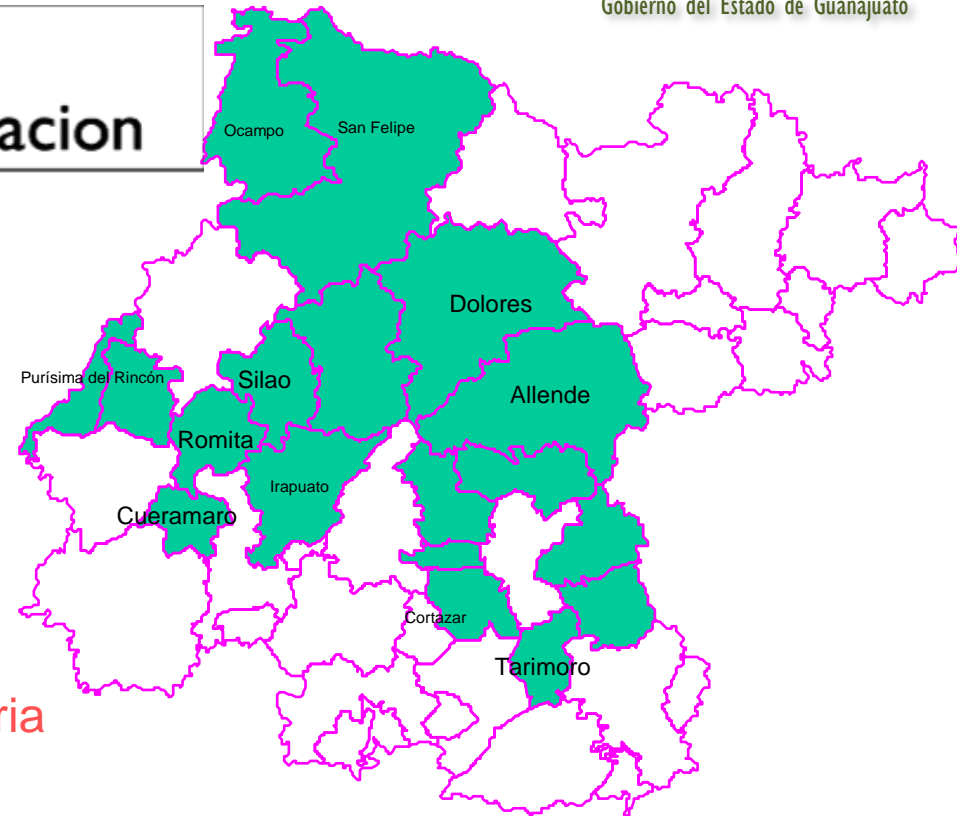 Gobierno del Estado de Guanajuato
acion
Ocampo
San Felipe
Dolores
Purísima del Rincón
Silao
Allende
Romita
Irapuato
Cueramaro
Cortazar
Tarimoro
ria